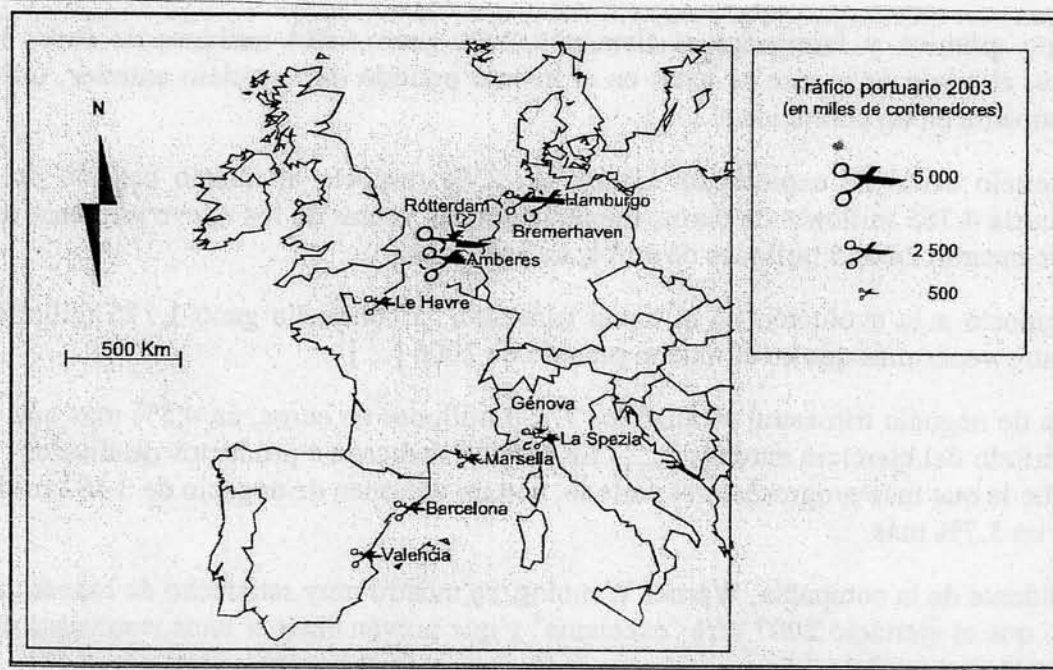 N
Tráfico portuario 2003
(en miles de contenedores)
5 000
2 500
500
Rótterdam
Hamburgo
Bremerhaven
Amberes
Le Havre
500 Km
Génova
La Spezia
Marsella
Barcelona
Valencia